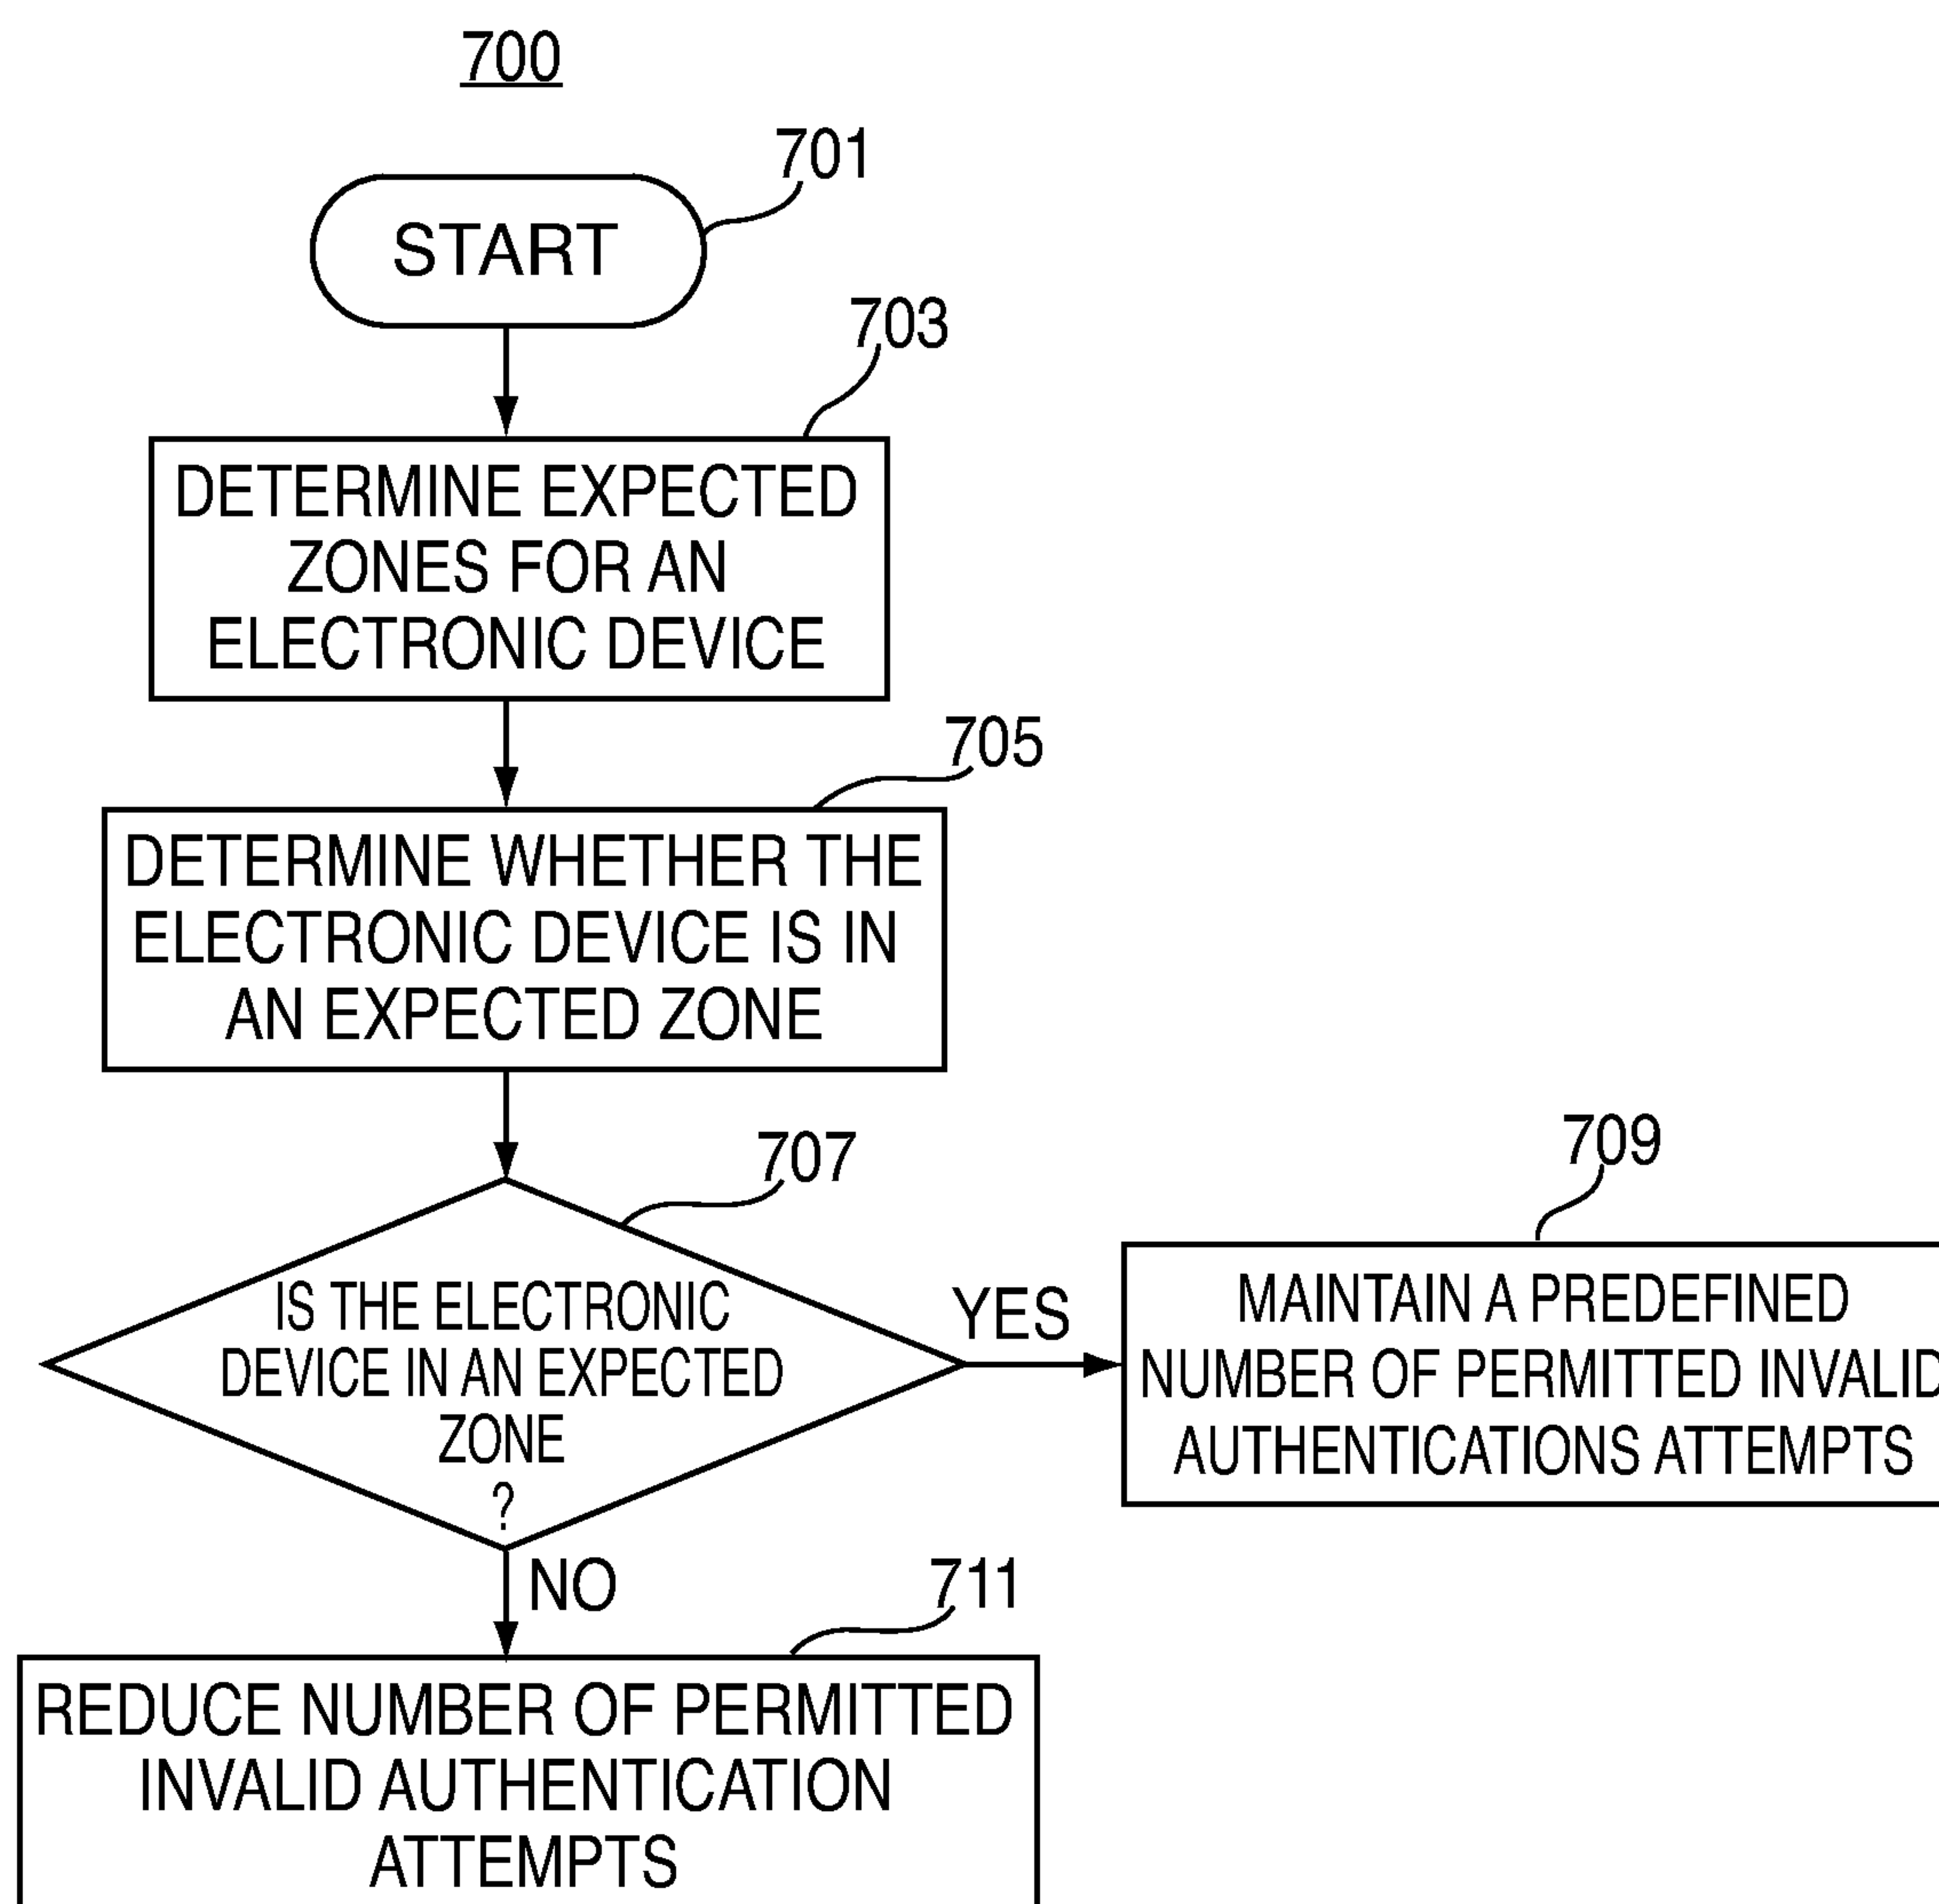 700
701
START
703
DETERMINE EXPECTED
ZONES FOR AN
ELECTRONIC DEVICE
705
DETERMINE WHETHER THE
ELECTRONIC DEVICE IS IN
AN EXPECTED ZONE
707
IS THE ELECTRONIC
DEVICE IN AN EXPECTED
ZONE
?
YES
709
MAINTAIN A PREDEFINED
NUMBER OF PERMITTED INVALID
AUTHENTICATIONS ATTEMPTS
NO
711
REDUCE NUMBER OF PERMITTED
INVALID AUTHENTICATION
ATTEMPTS